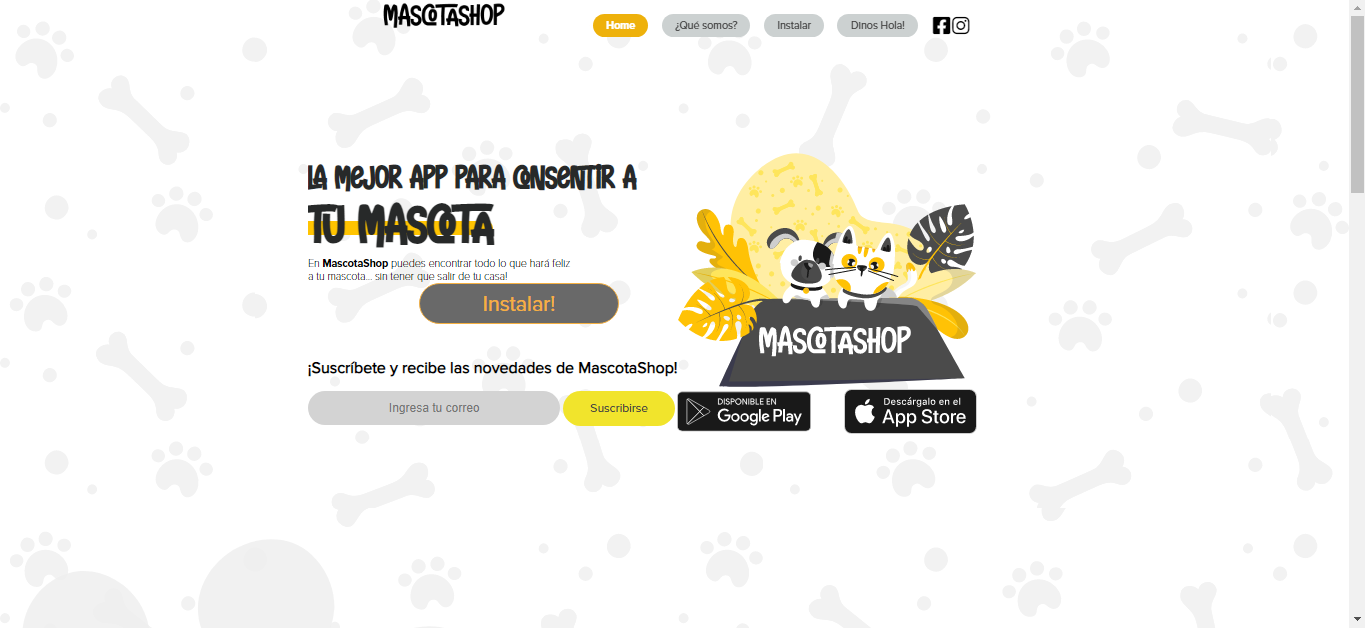 MASCOTASHOP
Home
¿Qué somos?
Instalar
Dinos Hola!
LA MEJOR APP PARA CONSENTIR A
TU MASCOTA
En MascotaShop puedes encontrar todo lo que hará feliz
a tu mascota... sin tener que salir de tu casa!
Instalar!
MASCOTASHOP
¡Suscríbete y recibe las novedades de MascotaShop!
Ingresa tu correo
Suscribirse
DISPONIBLE EN
Google Play
Descárgalo en el
App Store